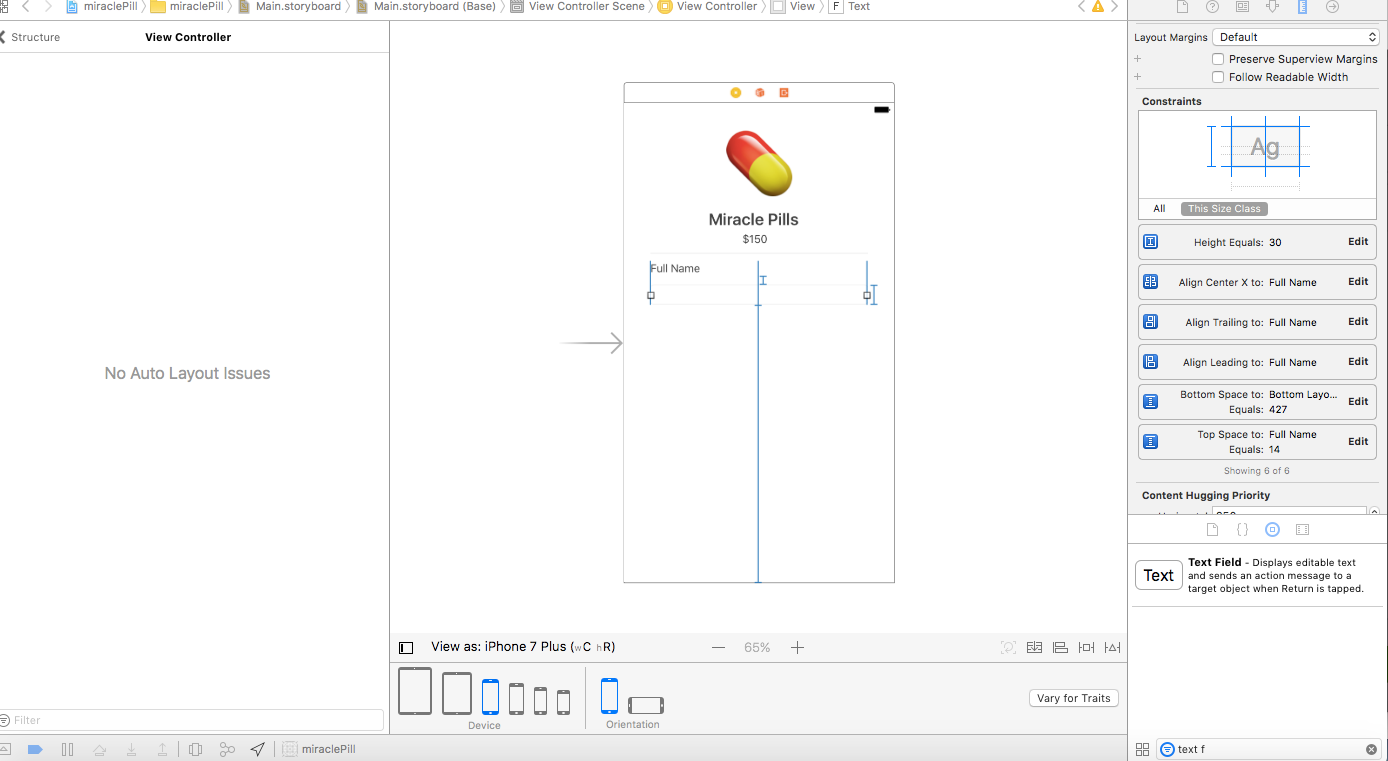 miraclePill miraclePill Main.storyboard Main.storyboard (Base) View Controller Scene View Controller View F Text
Structure View Controller
No Auto Layout Issues
Filter
Miracle Pills
$150
Full Name
View as: iPhone 7 Plus (wC hR)
65%
Device
Orientation
Vary for Traits
miraclePill
Layout Margins Default
Preserve Superview Margins
Follow Readable Width
Constraints
Ag
All This Size Class
Height Equals: 30 Edit
Align Center X to: Full Name Edit
Align Trailing to: Full Name Edit
Align Leading to: Full Name Edit
Bottom Space to: Bottom Layo... Edit
Equals: 427
Top Space to: Full Name Edit
Equals: 14
Showing 6 of 6
Content Hugging Priority
Text
Text Field - Displays editable text
and sends an action message to a
target object when Return is tapped.
text f